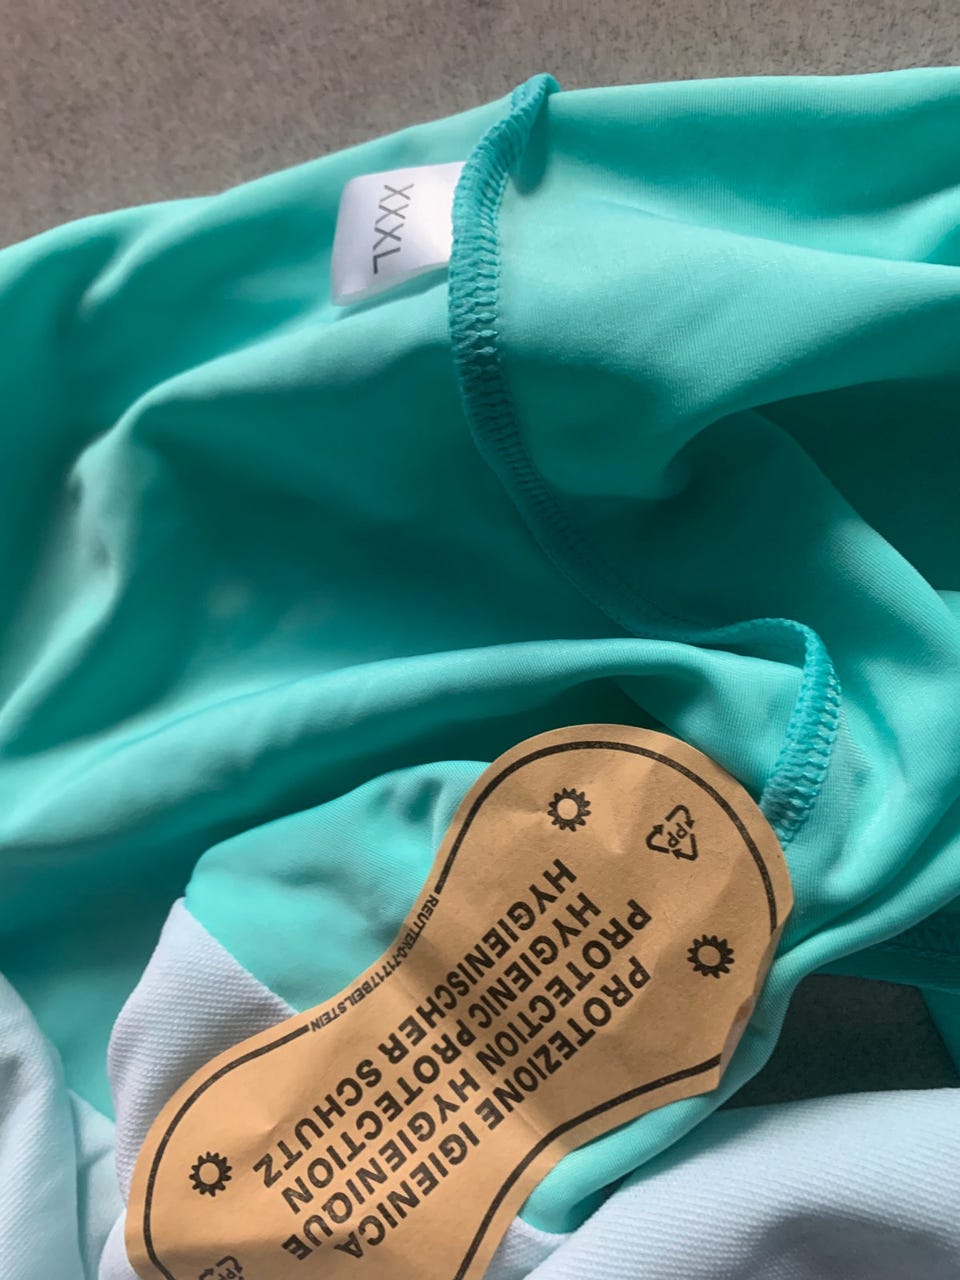 XXXL
PP
HYGIENISCHER SCHUTZ
HYGIENIC PROTECTION
PROTECTION HYGIENIQUE
PROTEZIONE IGIENICA